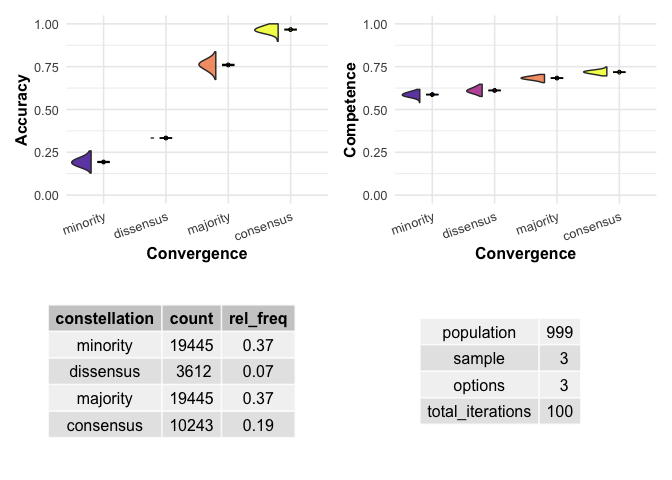 Accuracy
1.00
0.75
0.50
0.25
0.00
minority dissensus majority consensus
Convergence
Competence
1.00
0.75
0.50
0.25
0.00
minority dissensus majority consensus
Convergence
constellation count rel_freq
minority 19445 0.37
dissensus 3612 0.07
majority 19445 0.37
consensus 10243 0.19
population 999
sample 3
options 3
total_iterations 100